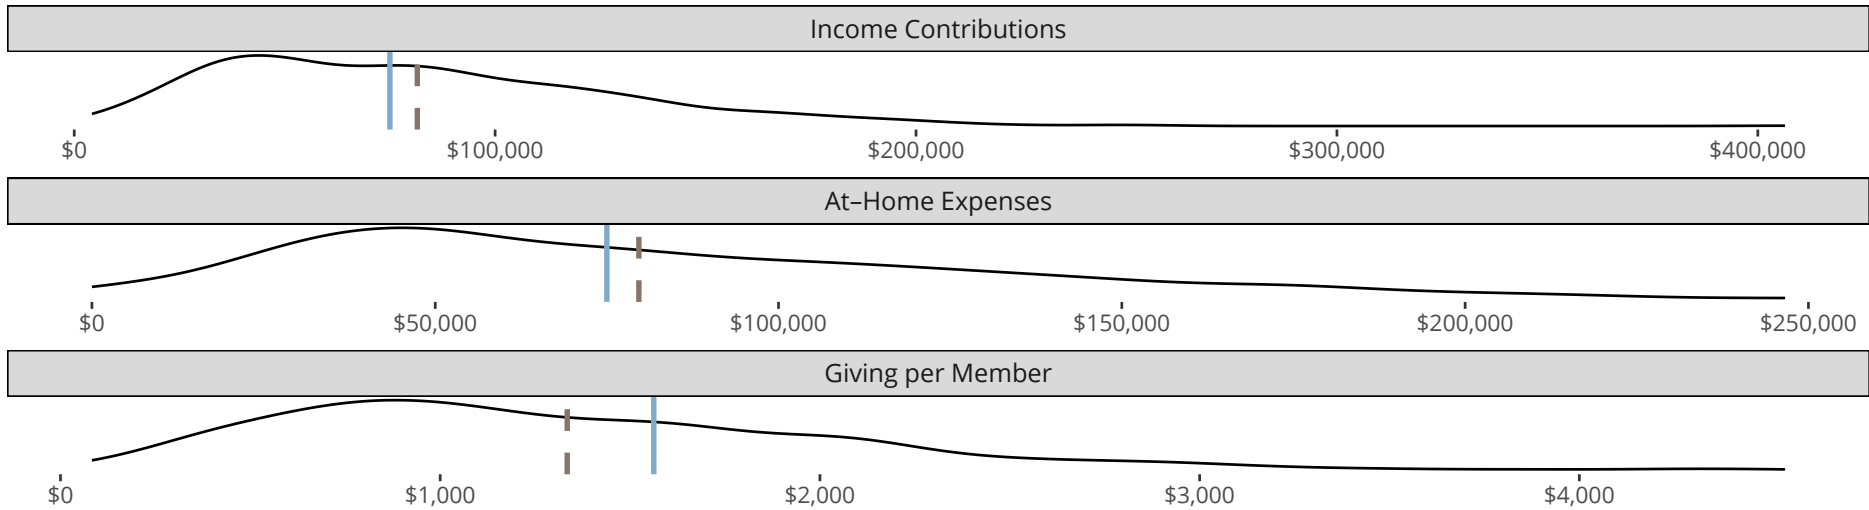 Income Contributions
$0 $100,000 $200,000 $300,000 $400,000
At–Home Expenses
$0 $50,000 $100,000 $150,000 $200,000 $250,000
Giving per Member
$0 $1,000 $2,000 $3,000 $4,000